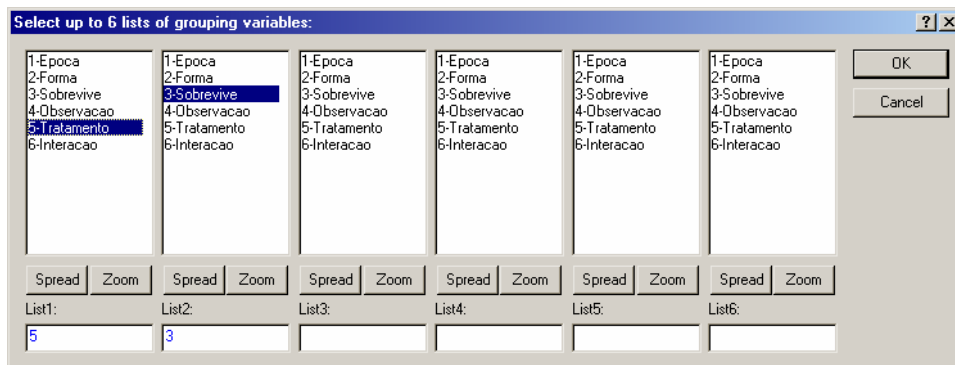 Select up to 6 lists of grouping variables:
1-Epoca
2-Forma
3-Sobrevive
4-Observacao
5-Tratamento
6-Interacao
1-Epoca
2-Forma
3-Sobrevive
4-Observacao
5-Tratamento
6-Interacao
1-Epoca
2-Forma
3-Sobrevive
4-Observacao
5-Tratamento
6-Interacao
1-Epoca
2-Forma
3-Sobrevive
4-Observacao
5-Tratamento
6-Interacao
1-Epoca
2-Forma
3-Sobrevive
4-Observacao
5-Tratamento
6-Interacao
1-Epoca
2-Forma
3-Sobrevive
4-Observacao
5-Tratamento
6-Interacao
OK
Cancel
Spread Zoom Spread Zoom Spread Zoom Spread Zoom Spread Zoom Spread Zoom
List1: List2: List3: List4: List5: List6:
5 3